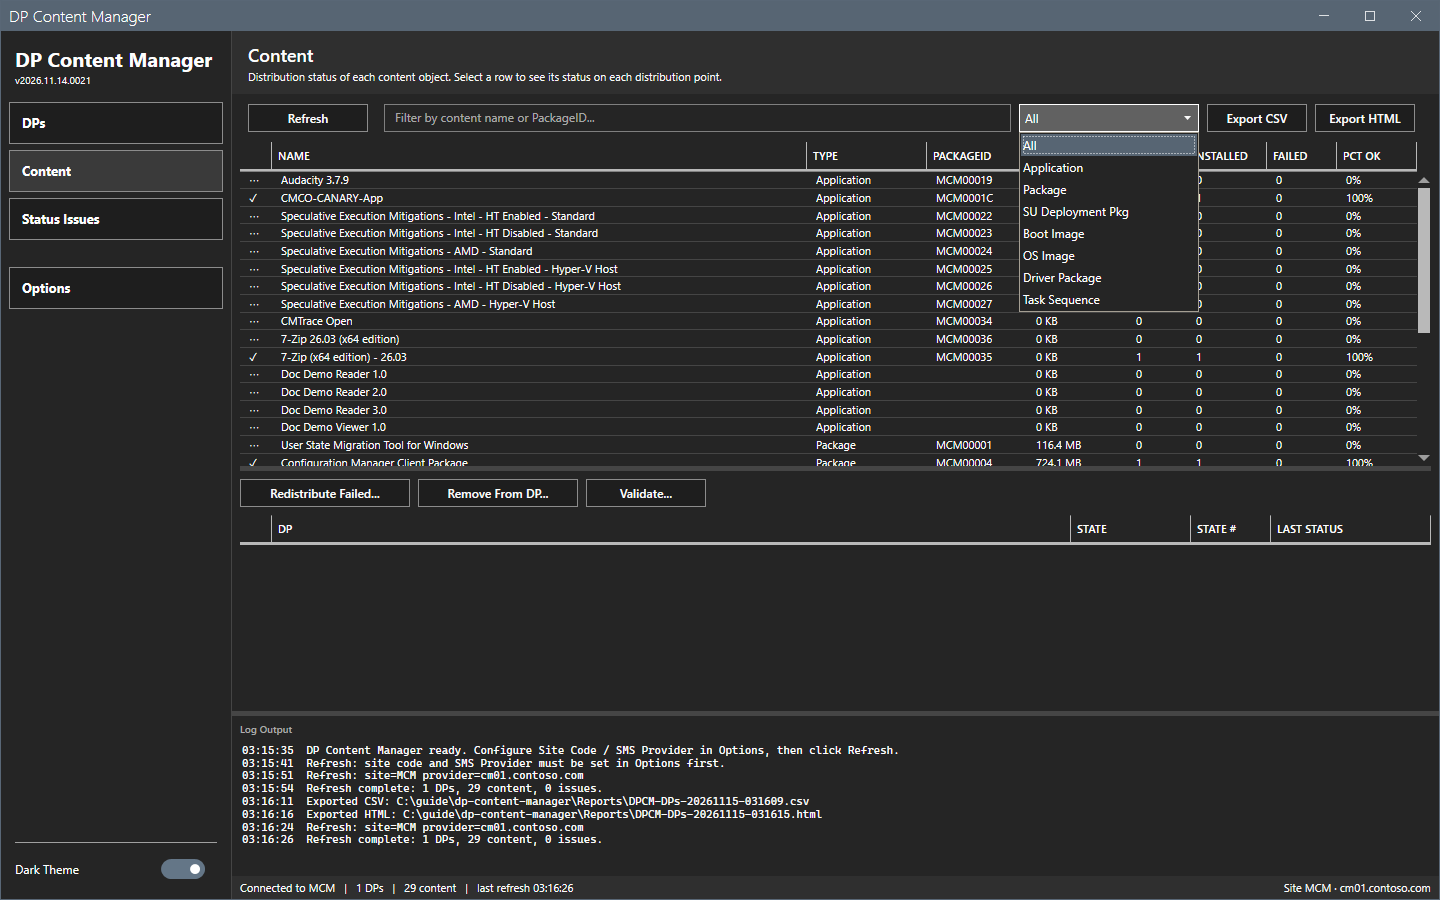 DP Content Manager
DP Content Manager
v2026.11.14.0021
DPs
Content
Status Issues
Options
Dark Theme
Content
Distribution status of each content object. Select a row to see its status on each distribution point.
Refresh
Filter by content name or PackageID...
All
Export CSV
Export HTML
All
Application
Package
SU Deployment Pkg
Boot Image
OS Image
Driver Package
Task Sequence
NAME TYPE PACKAGEID NSTALLED FAILED PCT OK
··· Audacity 3.7.9 Application MCM00019 0 0%
✓ CMCO-CANARY-App Application MCM0001C 0 100%
··· Speculative Execution Mitigations - Intel - HT Enabled - Standard Application MCM00022 0 0%
··· Speculative Execution Mitigations - Intel - HT Disabled - Standard Application MCM00023 0 0%
··· Speculative Execution Mitigations - AMD - Standard Application MCM00024 0 0%
··· Speculative Execution Mitigations - Intel - HT Enabled - Hyper-V Host Application MCM00025 0 0%
··· Speculative Execution Mitigations - Intel - HT Disabled - Hyper-V Host Application MCM00026 0 0%
··· Speculative Execution Mitigations - AMD - Hyper-V Host Application MCM00027 0 0%
··· CMTrace Open Application MCM00034 0 KB 0 0 0 0%
··· 7-Zip 26.03 (x64 edition) Application MCM00036 0 KB 0 0 0 0%
✓ 7-Zip (x64 edition) - 26.03 Application MCM00035 0 KB 1 1 0 100%
··· Doc Demo Reader 1.0 Application 0 KB 0 0 0 0%
··· Doc Demo Reader 2.0 Application 0 KB 0 0 0 0%
··· Doc Demo Reader 3.0 Application 0 KB 0 0 0 0%
··· Doc Demo Viewer 1.0 Application 0 KB 0 0 0 0%
··· User State Migration Tool for Windows Package MCM00001 116.4 MB 0 0 0 0%
✓ Configuration Manager Client Package Package MCM00004 724.1 MB 1 1 0 100%
Redistribute Failed...
Remove From DP...
Validate...
DP STATE STATE # LAST STATUS
Log Output
03:15:35 DP Content Manager ready. Configure Site Code / SMS Provider in Options, then click Refresh.
03:15:41 Refresh: site code and SMS Provider must be set in Options first.
03:15:51 Refresh: site=MCM provider=cm01.contoso.com
03:15:54 Refresh complete: 1 DPs, 29 content, 0 issues.
03:16:11 Exported CSV: C:\guide\dp-content-manager\Reports\DPCM-DPs-20261115-031609.csv
03:16:16 Exported HTML: C:\guide\dp-content-manager\Reports\DPCM-DPs-20261115-031615.html
03:16:24 Refresh: site=MCM provider=cm01.contoso.com
03:16:26 Refresh complete: 1 DPs, 29 content, 0 issues.
Connected to MCM | 1 DPs | 29 content | last refresh 03:16:26
Site MCM · cm01.contoso.com